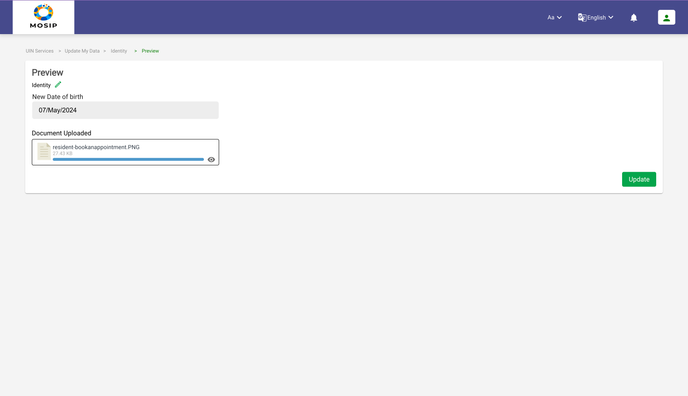 MOSIP
Aa
English
UIN Services > Update My Data > Identity > Preview
Preview
Identity
New Date of birth
07/May/2024
Document Uploaded
resident-bookanappointment.PNG
27.43 KB
Update